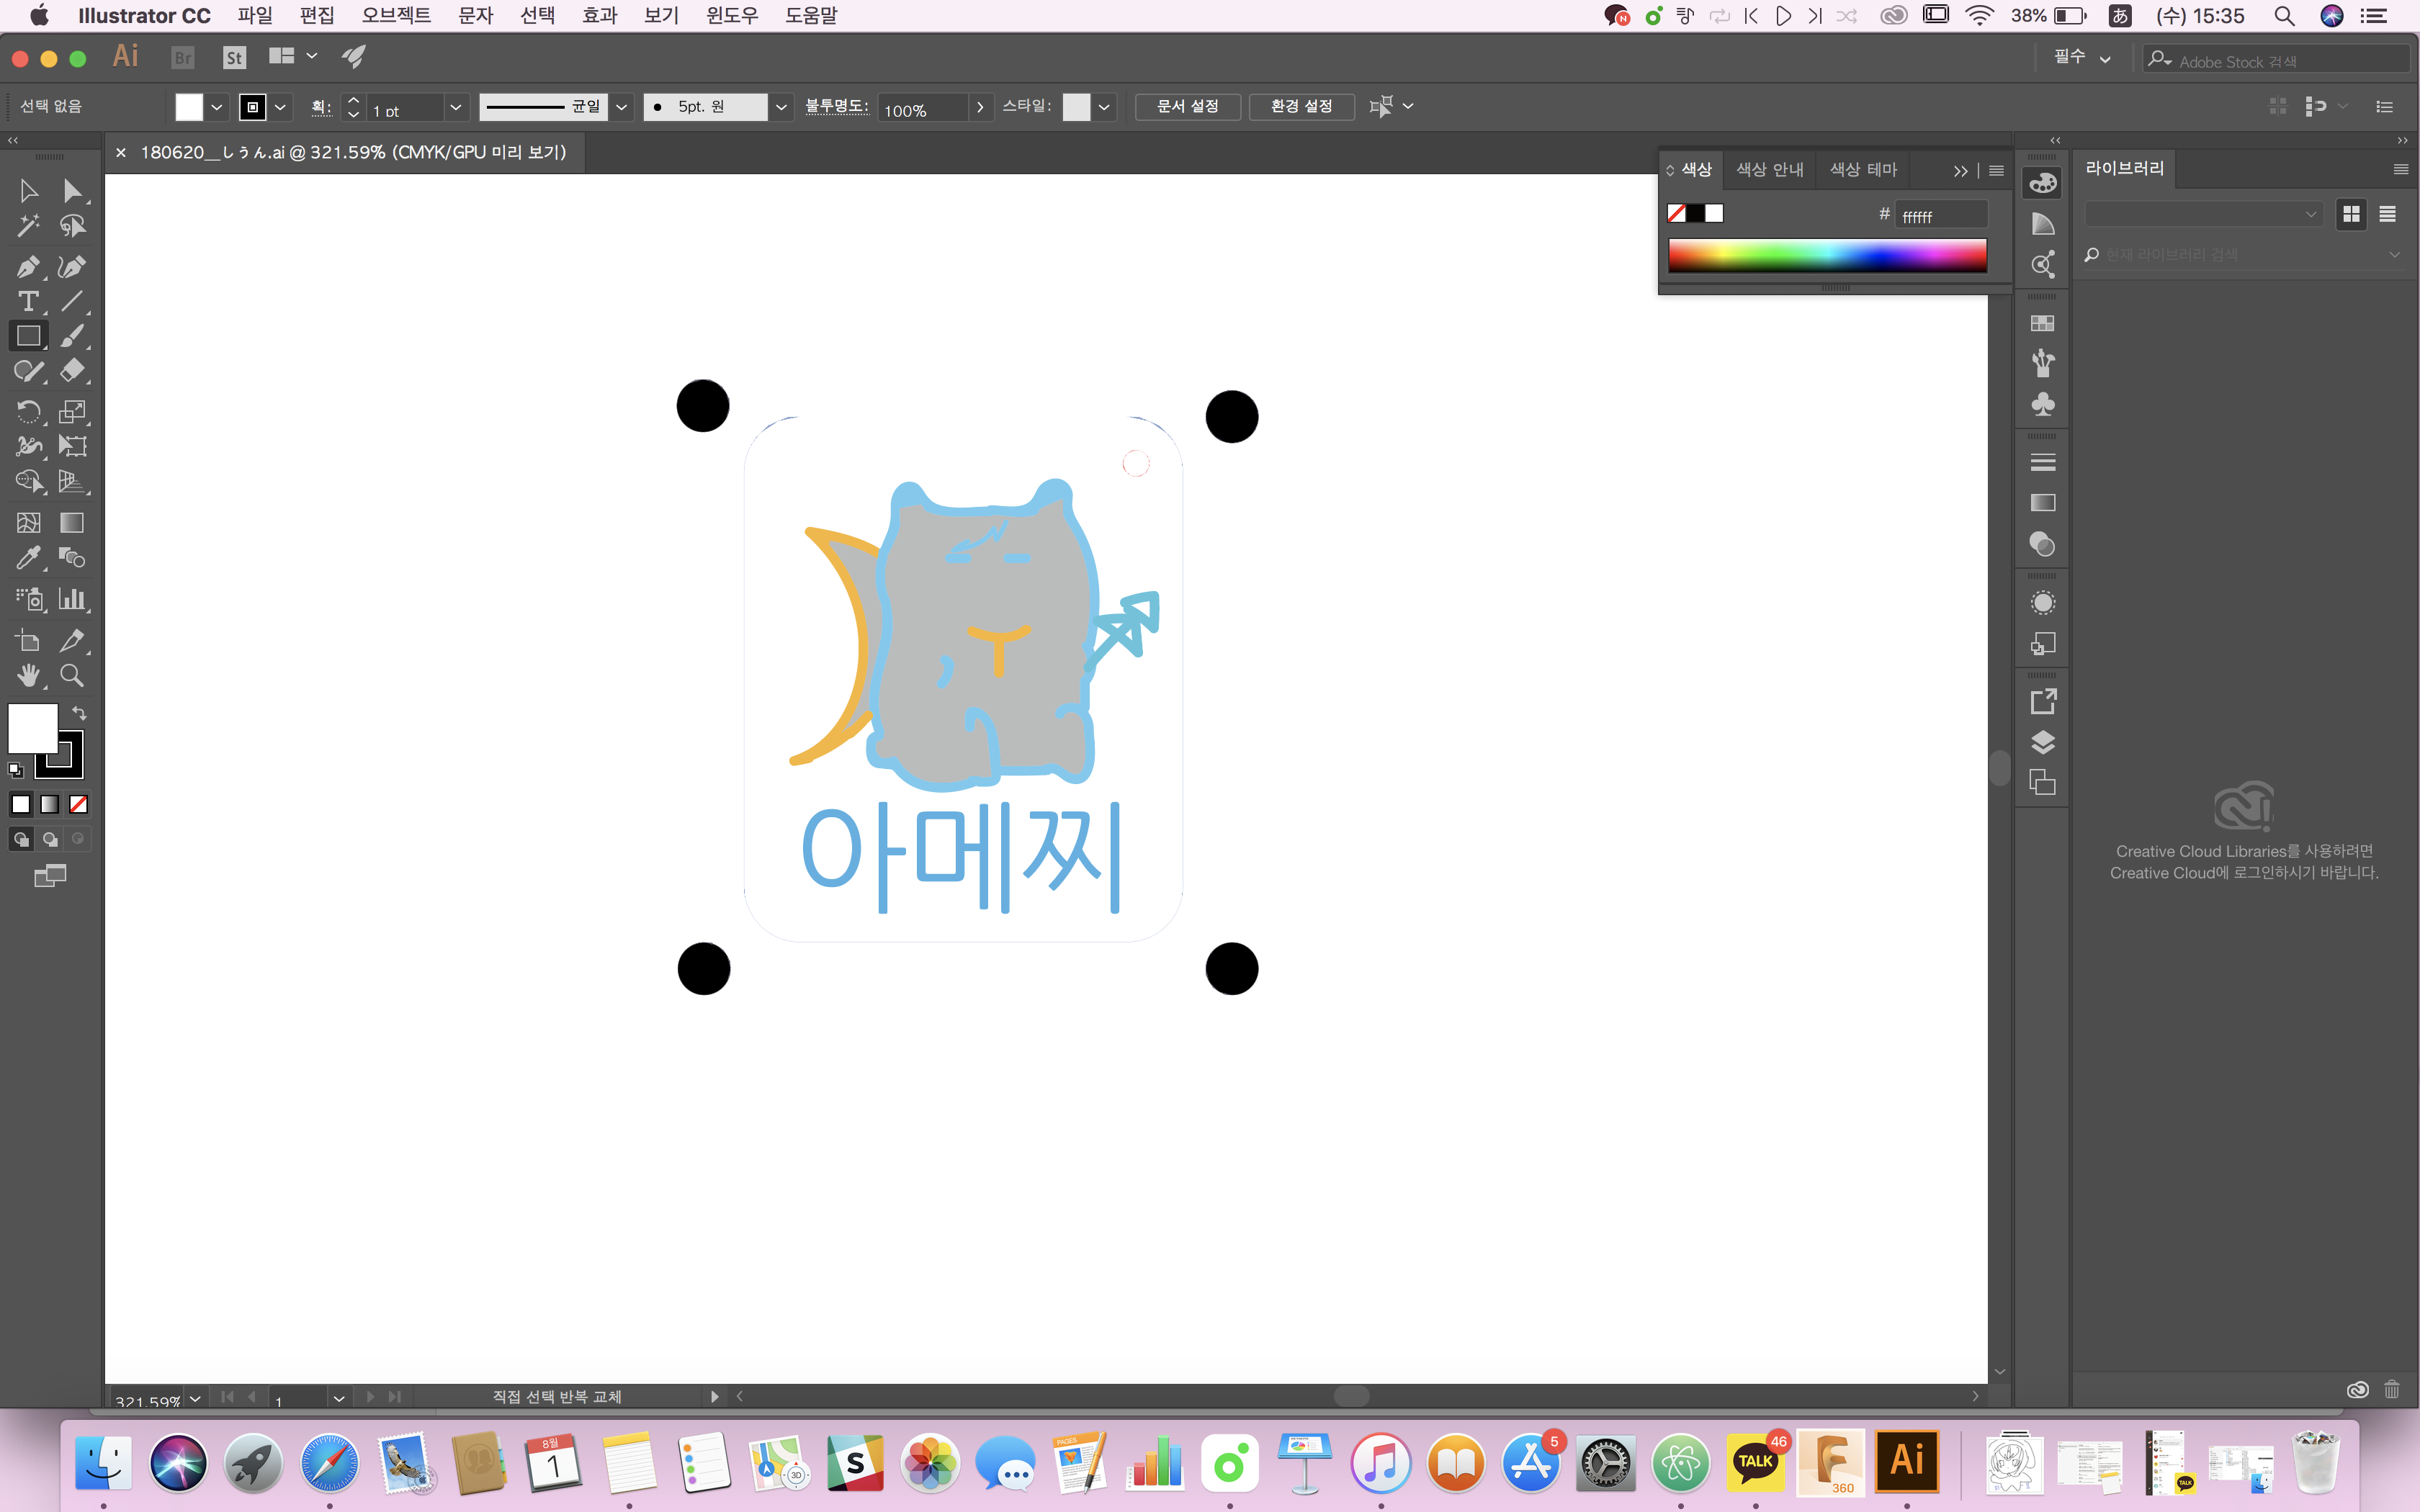 Illustrator CC 파일 편집 오브젝트 문자 선택 효과 보기 윈도우 도움말 N 38% あ (수) 15:35
Ai Br St 필수 Adobe Stock 검색
선택 없음 획: 1 pt 균일 5pt. 원 불투명도: 100% 스타일: 문서 설정 환경 설정
× 180620__しうん.ai @ 321.59% (CMYK/GPU 미리 보기)
색상 색상 안내 색상 테마
# ffffff
라이브러리
현재 라이브러리 검색
아메찌
Creative Cloud Libraries를 사용하려면
Creative Cloud에 로그인하시기 바랍니다.
321.59% 1 직접 선택 반복 교체
8월
1
3D
S
PAGES
5
TALK 46
360
Ai
TALK